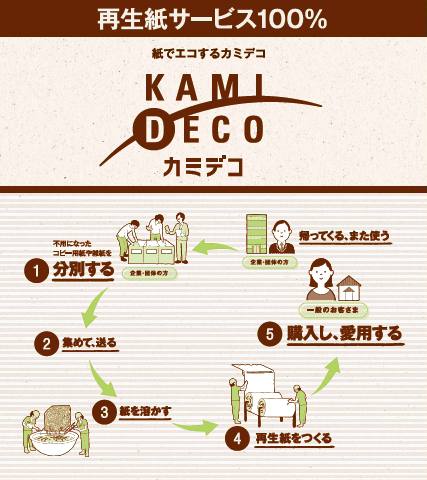 再生紙サービス100%
紙でエコするカミデコ
KAMI
DECO
カミデコ
不用になった
コピー用紙や雑紙を
1 分別する
企業・団体の方
企業・団体の方
帰ってくる、また使う
一般のお客さま
5 購入し、愛用する
2 集めて、送る
3 紙を溶かす
4 再生紙をつくる